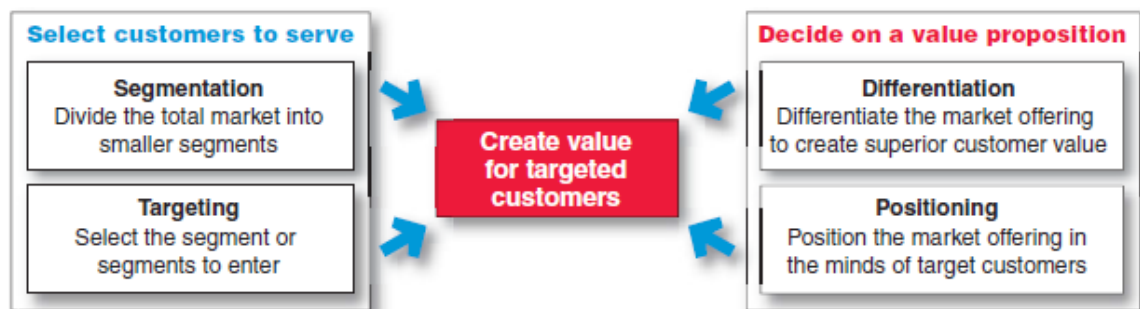 Select customers to serve
Segmentation
Divide the total market into
smaller segments
Targeting
Select the segment or
segments to enter
Create value
for targeted
customers
Decide on a value proposition
Differentiation
Differentiate the market offering
to create superior customer value
Positioning
Position the market offering in
the minds of target customers